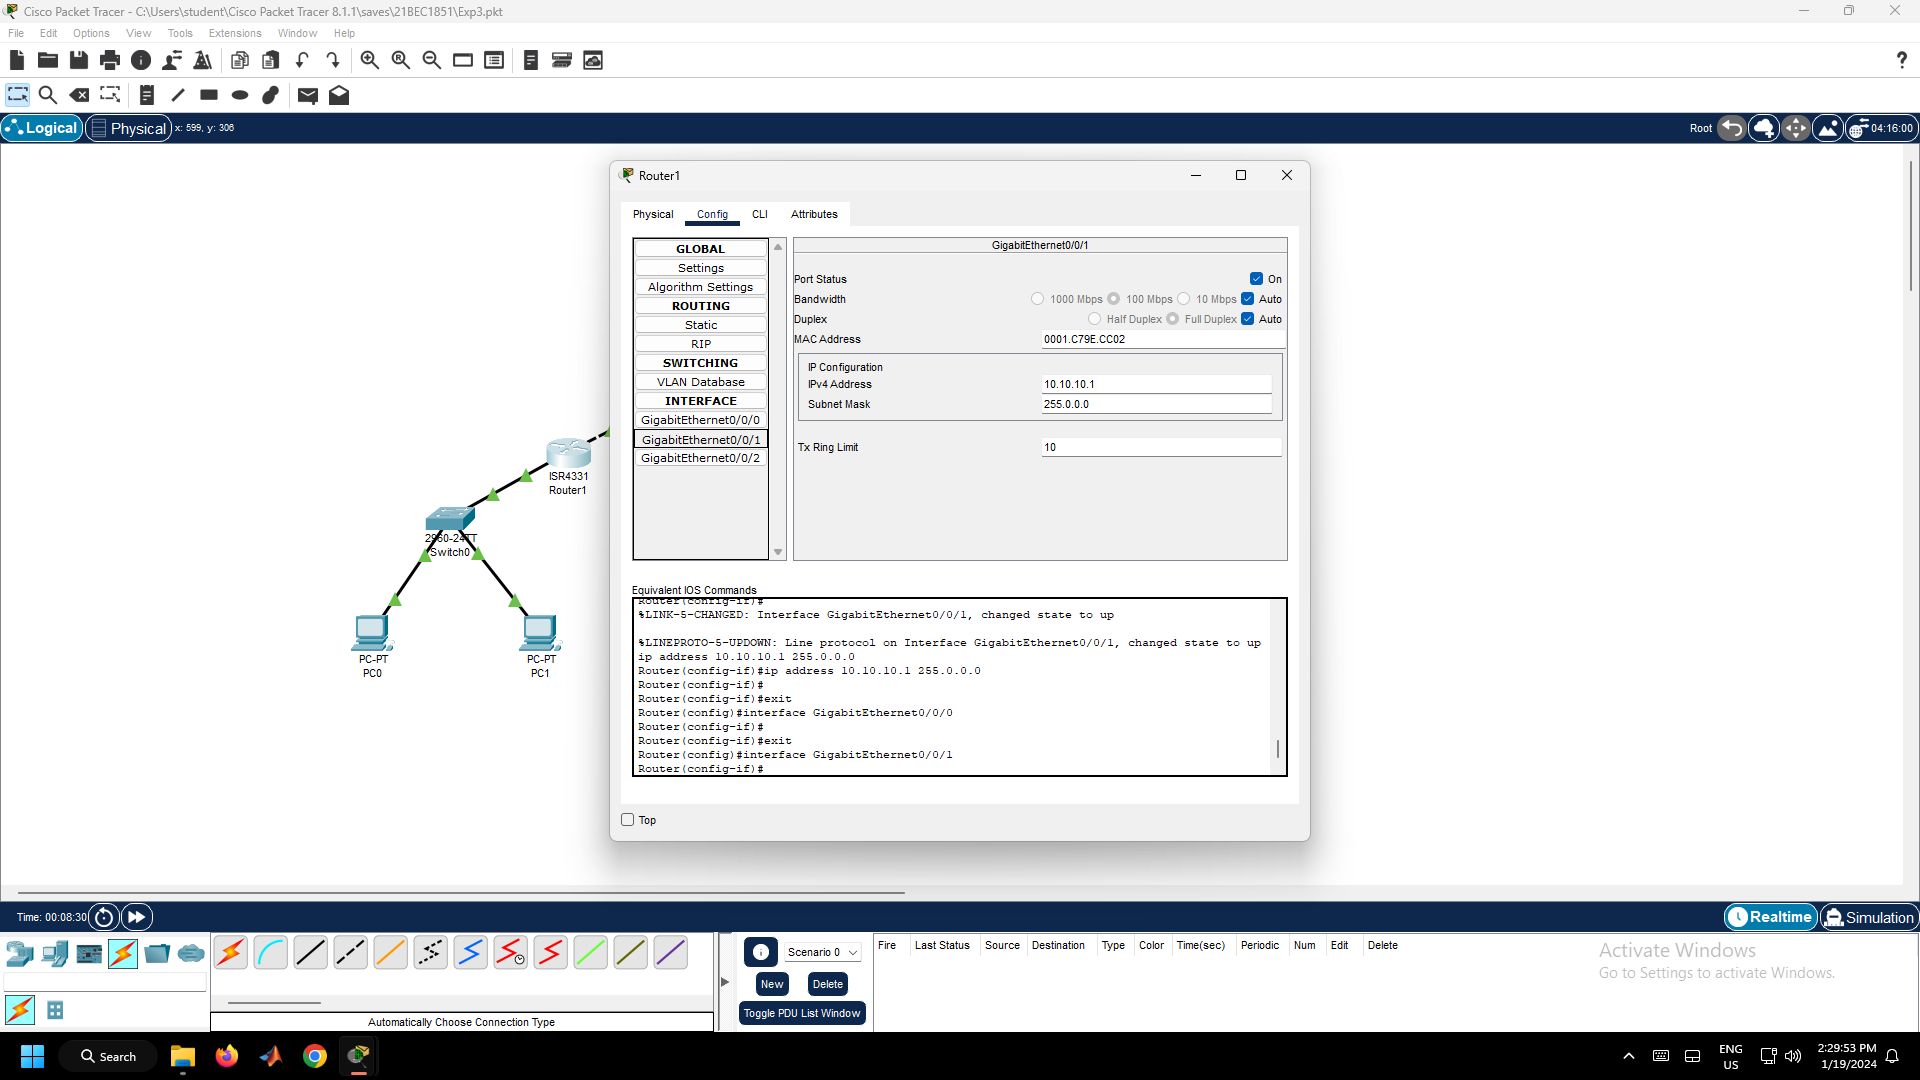 Cisco Packet Tracer - C:\Users\student\Cisco Packet Tracer 8.1.1\saves\21BEC1851\Exp3.pkt
File Edit Options View Tools Extensions Window Help
Logical Physical x: 599, y: 306 Root 04:16:00
Router1
Physical Config CLI Attributes
GLOBAL
Settings
Algorithm Settings
ROUTING
Static
RIP
SWITCHING
VLAN Database
INTERFACE
GigabitEthernet0/0/0
GigabitEthernet0/0/1
GigabitEthernet0/0/2
GigabitEthernet0/0/1
Port Status On
Bandwidth 1000 Mbps 100 Mbps 10 Mbps Auto
Duplex Half Duplex Full Duplex Auto
MAC Address 0001.C79E.CC02
IP Configuration
IPv4 Address 10.10.10.1
Subnet Mask 255.0.0.0
Tx Ring Limit 10
Equivalent IOS Commands
Router(config-if)#
%LINK-5-CHANGED: Interface GigabitEthernet0/0/1, changed state to up
%LINEPROTO-5-UPDOWN: Line protocol on Interface GigabitEthernet0/0/1, changed state to up
ip address 10.10.10.1 255.0.0.0
Router(config-if)#ip address 10.10.10.1 255.0.0.0
Router(config-if)#
Router(config-if)#exit
Router(config)#interface GigabitEthernet0/0/0
Router(config-if)#
Router(config-if)#exit
Router(config)#interface GigabitEthernet0/0/1
Router(config-if)#
Top
ISR4331
Router1
2960-24TT
Switch0
PC-PT
PC0
PC-PT
PC1
Time: 00:08:30 Realtime Simulation
Scenario 0
New Delete
Toggle PDU List Window
Fire Last Status Source Destination Type Color Time(sec) Periodic Num Edit Delete
Activate Windows
Go to Settings to activate Windows.
Automatically Choose Connection Type
Search
ENG
US
2:29:53 PM
1/19/2024